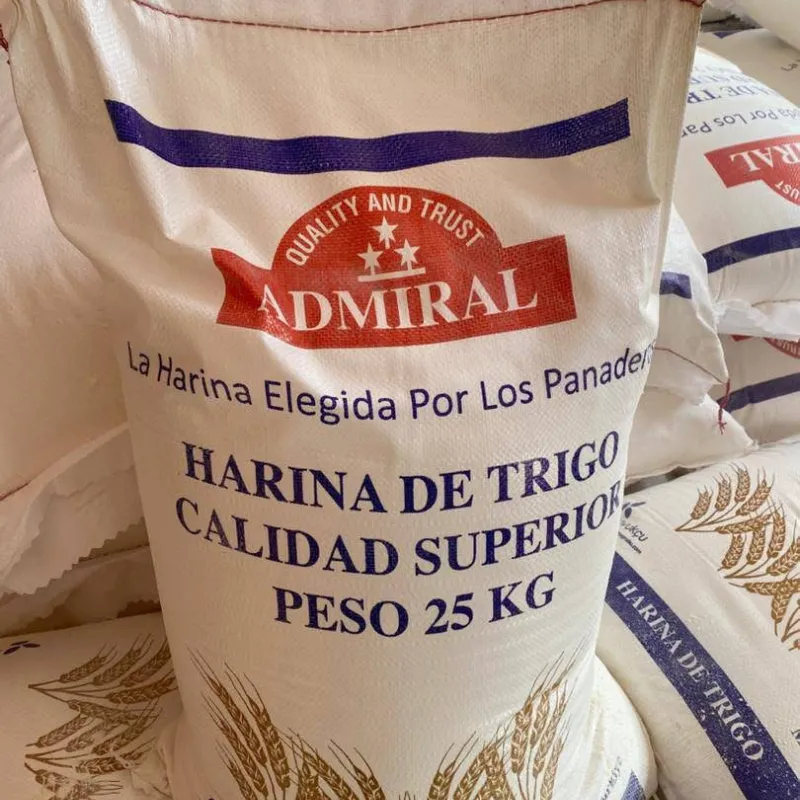 QUALITY AND TRUST
ADMIRAL
La Harina Elegida Por Los Panaderos
HARINA DE TRIGO
CALIDAD SUPERIOR
PESO 25 KG
HARINA DE TRIGO